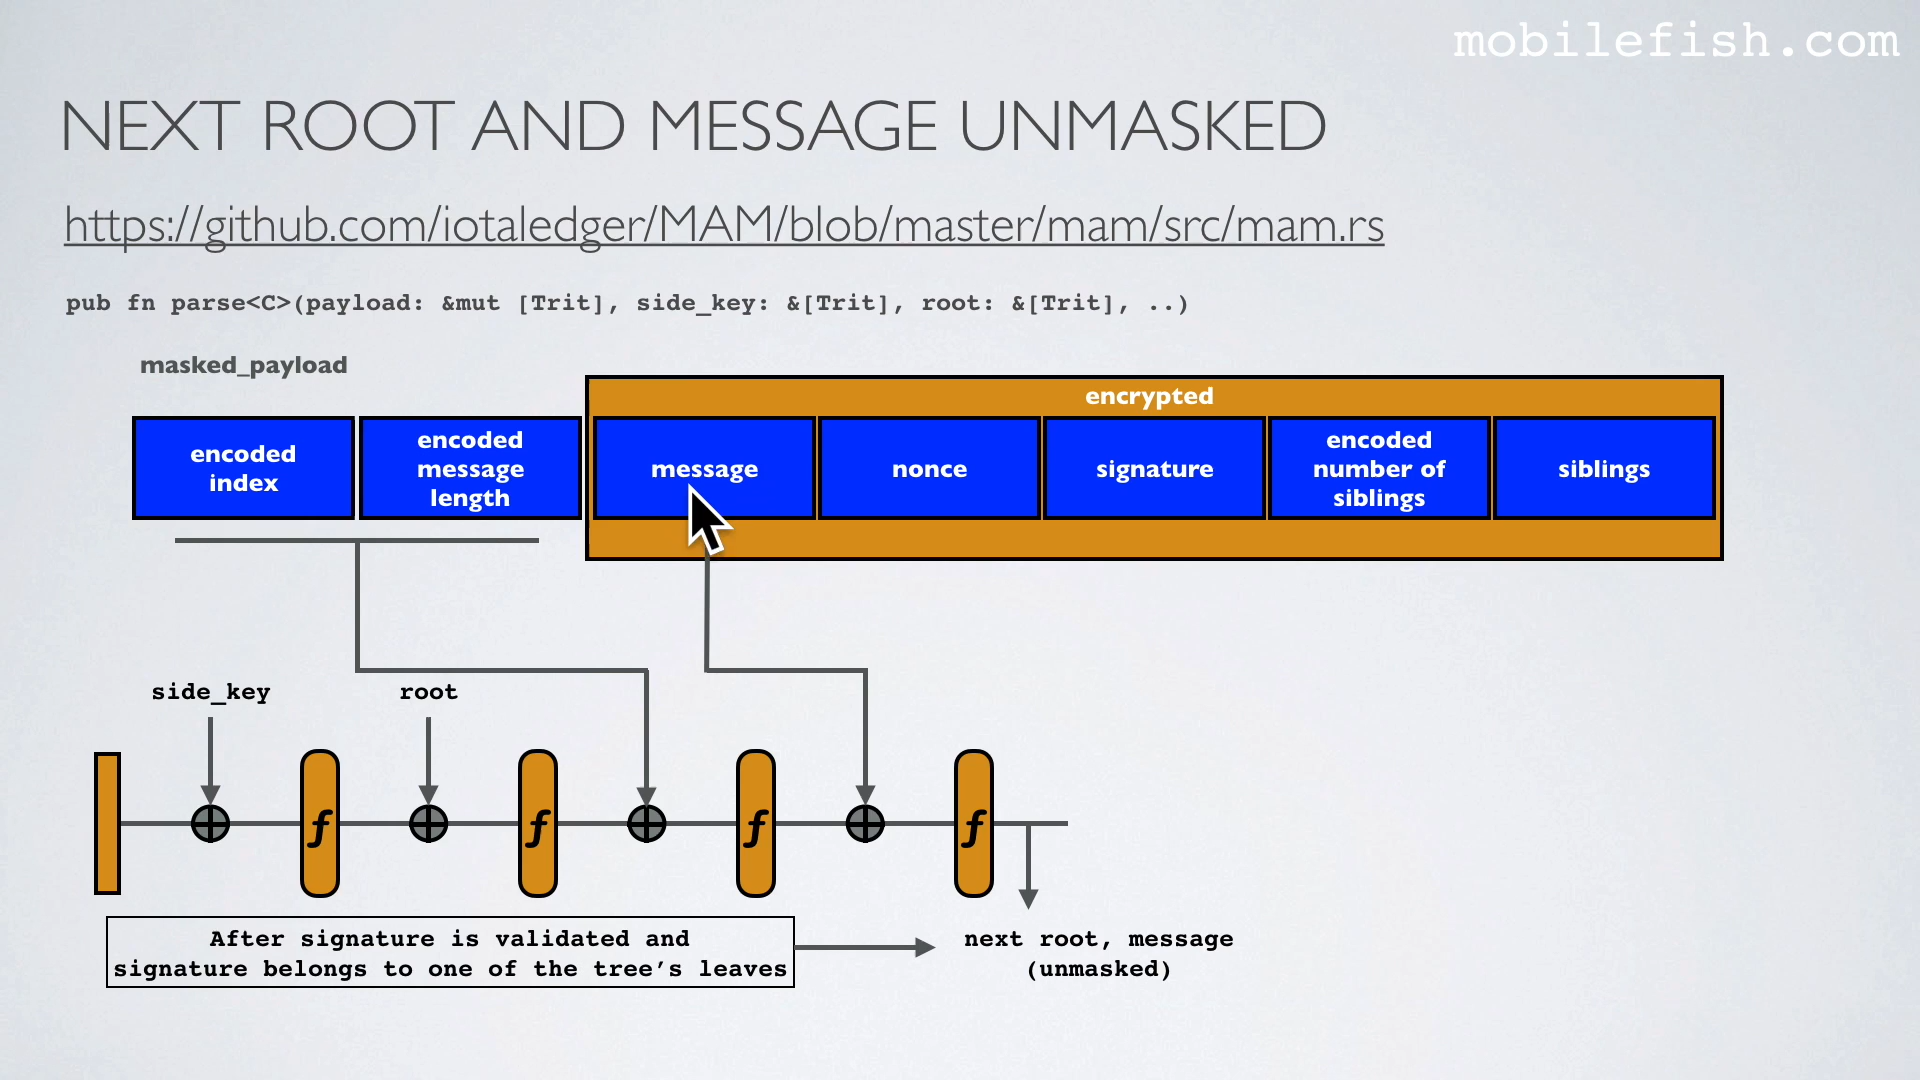 mobilefish.com
NEXT ROOT AND MESSAGE UNMASKED
https://github.com/iotaledger/MAM/blob/master/mam/src/mam.rs
pub fn parse<C>(payload: &mut [Trit], side_key: &[Trit], root: &[Trit], ..)
masked_payload
encrypted
encoded
index
encoded
message
length
message
nonce
signature
encoded
number of
siblings
siblings
side_key
root
f
f
f
f
After signature is validated and
signature belongs to one of the tree’s leaves
next root, message
(unmasked)